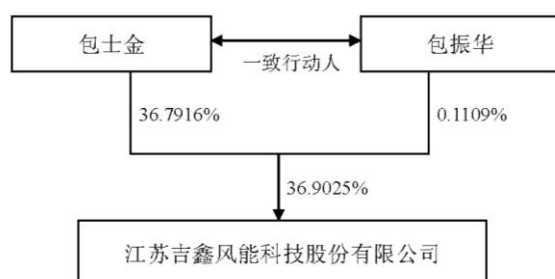 包士金
包振华
一致行动人
36.7916%
0.1109%
36.9025%
江苏吉鑫风能科技股份有限公司